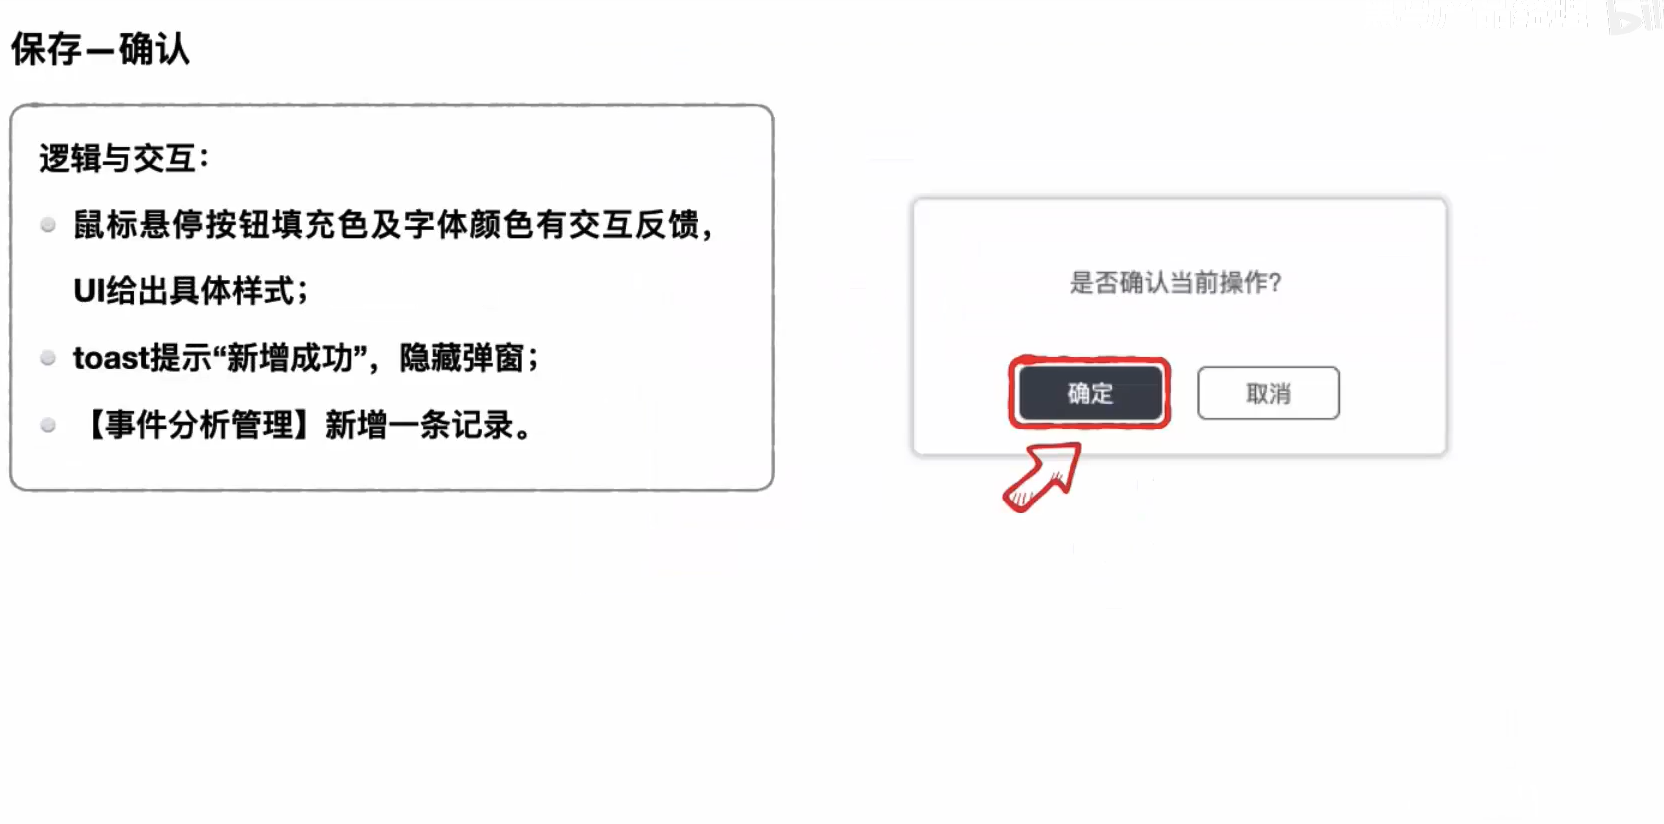 保存—确认
逻辑与交互：
鼠标悬停按钮填充色及字体颜色有交互反馈，
UI给出具体样式；
toast提示“新增成功”，隐藏弹窗；
【事件分析管理】新增一条记录。
是否确认当前操作?
确定
取消